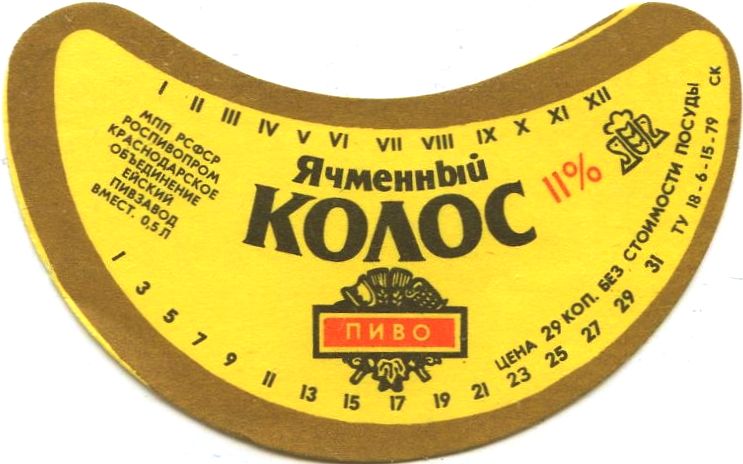 I II III IV V VI VII VIII IX X XI XII
МПП РСФСР
РОСПИВОПРОМ
КРАСНОДАРСКОЕ
ОБЪЕДИНЕНИЕ
ЕЙСКИЙ
ПИВЗАВОД
ВМЕСТ. 0,5 Л
Ячменный
КОЛОС
11%
ПИВО
ЦЕНА 29 КОП. БЕЗ СТОИМОСТИ ПОСУДЫ
ТУ 18-6-15-79 СК
1 3 5 7 9 11 13 15 17 19 21 23 25 27 29 31